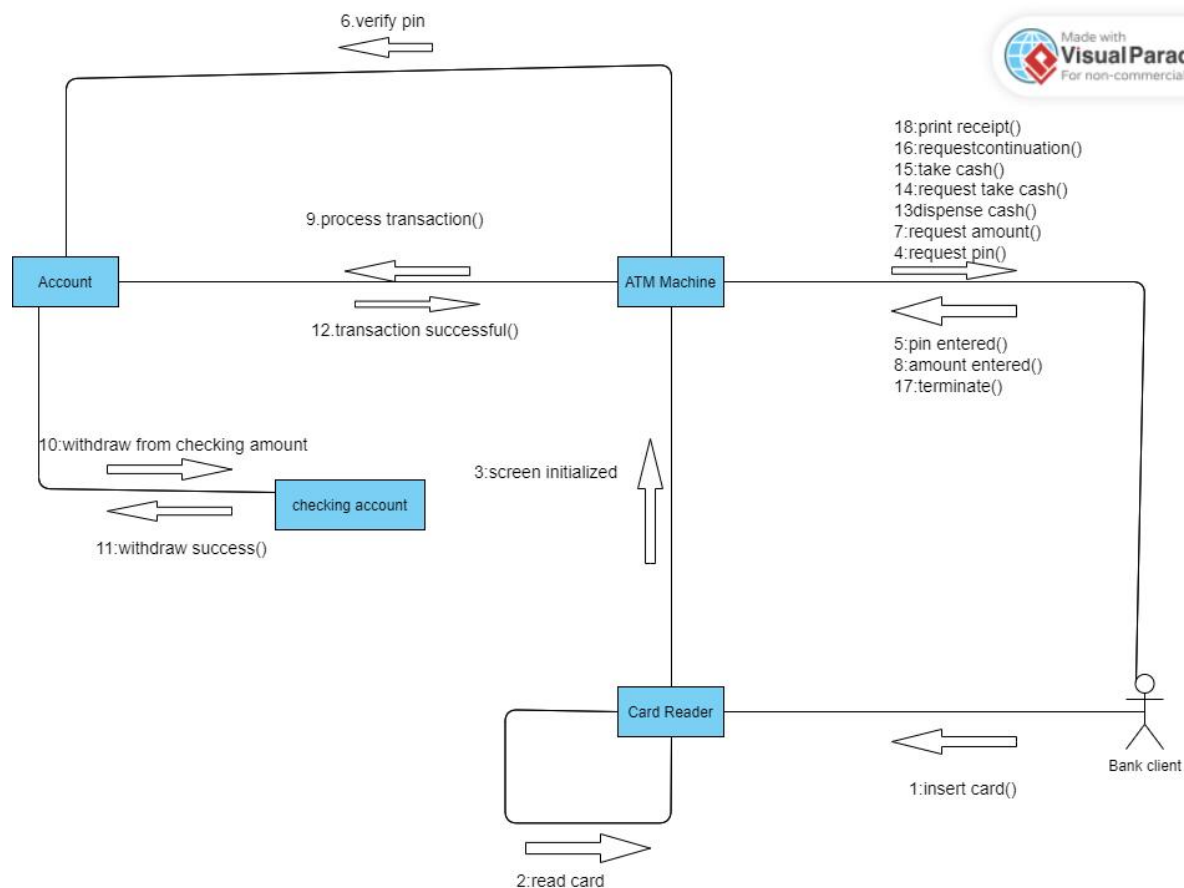 6.verify pin
Made with
Visual Parac
For non-commercial
18:print receipt()
16:requestcontinuation()
15:take cash()
14:request take cash()
13dispense cash()
7:request amount()
4:request pin()
9.process transaction()
Account
ATM Machine
12.transaction successful()
5:pin entered()
8:amount entered()
17:terminate()
10:withdraw from checking amount
3:screen initialized
checking account
11:withdraw success()
Card Reader
Bank client
1:insert card()
2:read card